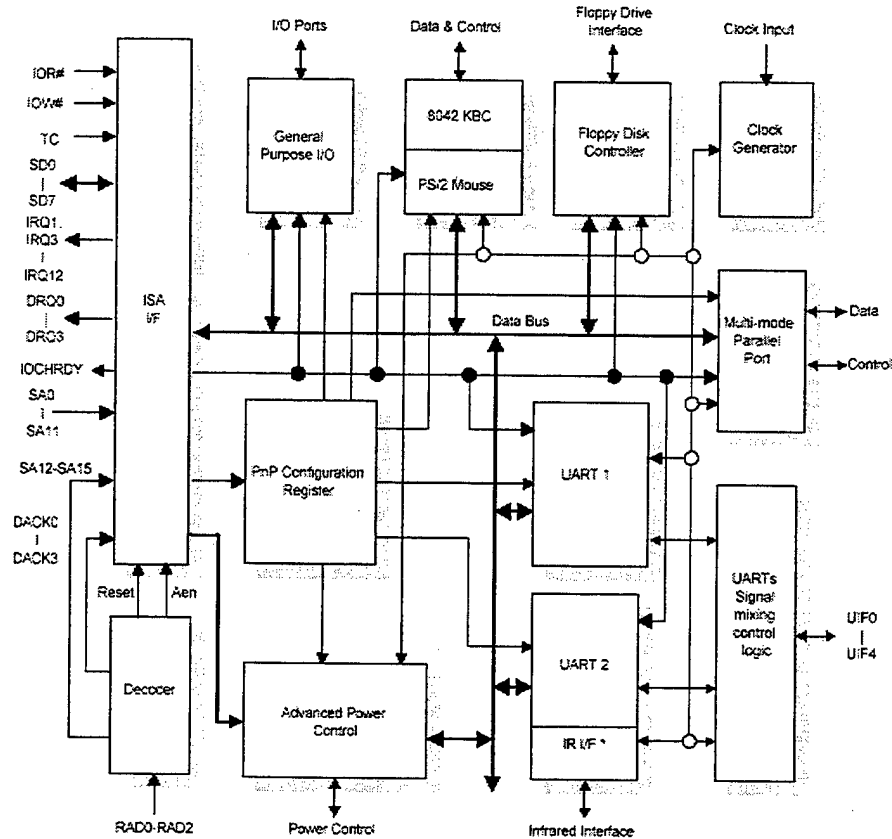 I/O Ports
Data & Control
Floppy Drive
Interface
Clock Input
IOR#
IOW#
TC
SD0
|
SD7
IRQ1,
IRQ3
|
IRQ12
DRQ0
|
DRQ3
IOCHRDY
SA0
|
SA11
SA12-SA15
DACK0
|
DACK3
ISA
I/F
General
Purpose I/O
8042 KBC
PS/2 Mouse
Floppy Disk
Controller
Clock
Generator
Data Bus
Multi-mode
Parallel
Port
Data
Control
PnP Configuration
Register
UART 1
Reset
Aen
UARTs
Signal
mixing
control
logic
UIF0
|
UIF4
Decoder
Advanced Power
Control
UART 2
IR I/F *
RAD0-RAD2
Power Control
Infrared Interface